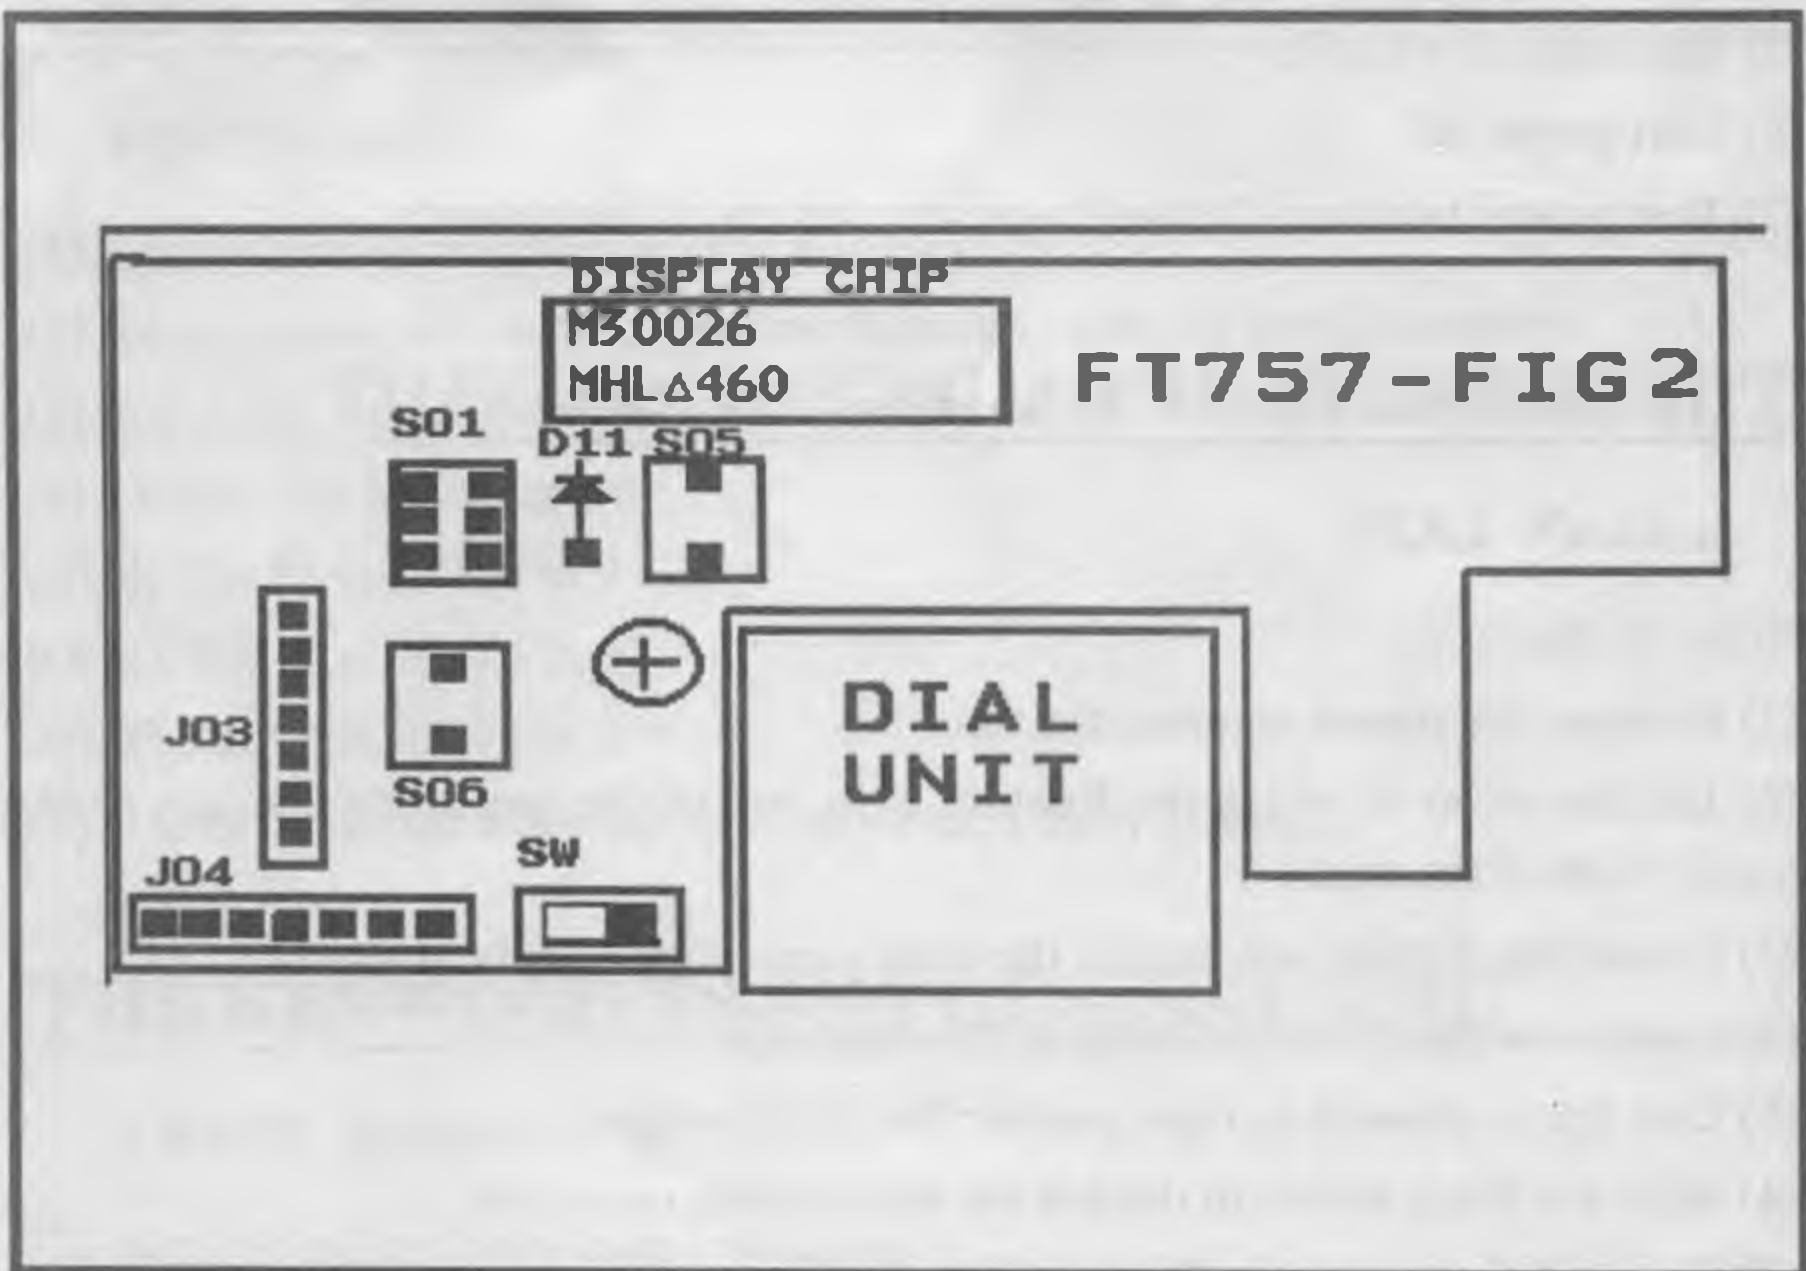 DISPLAY CHIP
M30026
MHL△460
FT757-FIG2
S01
D11 S05
J03
S06
DIAL
UNIT
J04
SW